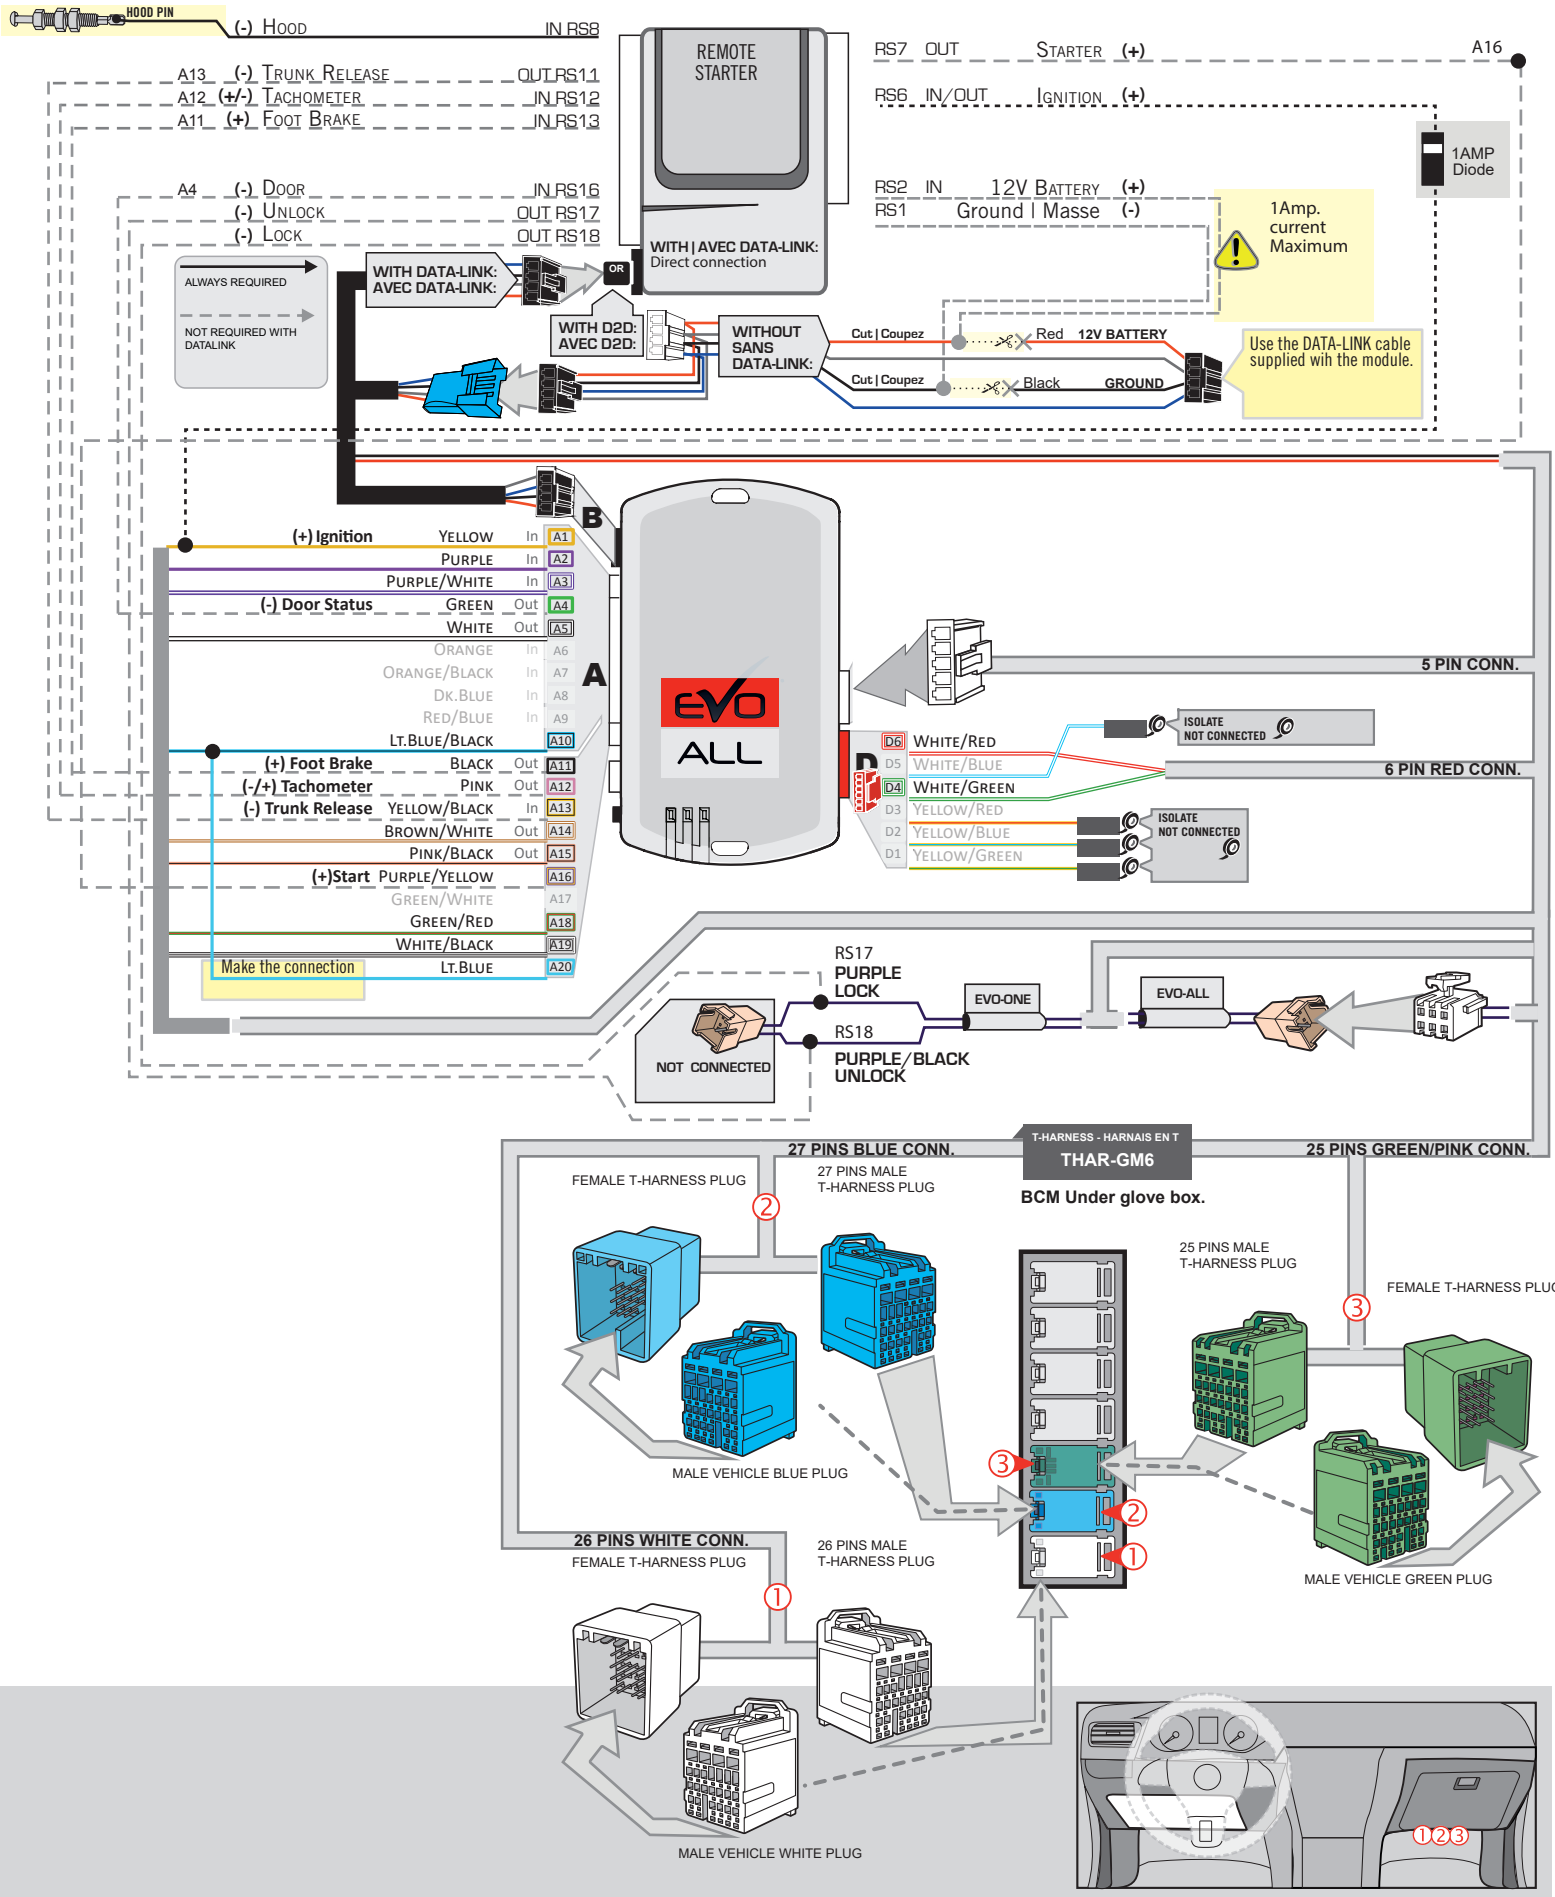 HOOD PIN
(-) Hood IN RS8
A13 (-) Trunk Release OUT RS11
A12 (+/-) Tachometer IN RS12
A11 (+) Foot Brake IN RS13
A4 (-) Door IN RS16
(-) Unlock OUT RS17
(-) Lock OUT RS18
REMOTE
STARTER
WITH | AVEC DATA-LINK:
Direct connection
RS7 OUT Starter (+) A16
RS6 IN/OUT Ignition (+)
1AMP
Diode
RS2 IN 12V Battery (+)
RS1 Ground | Masse (-)
1Amp.
current
Maximum
ALWAYS REQUIRED
NOT REQUIRED WITH
DATALINK
WITH DATA-LINK:
AVEC DATA-LINK:
OR
WITH D2D:
AVEC D2D:
WITHOUT
SANS
DATA-LINK:
Cut | Coupez Red 12V BATTERY
Cut | Coupez Black GROUND
Use the DATA-LINK cable
supplied wih the module.
B
A
D
(+) Ignition Yellow In A1
Purple In A2
Purple/White In A3
(-) Door Status Green Out A4
White Out A5
Orange In A6
Orange/Black In A7
Dk.Blue In A8
Red/Blue In A9
Lt.Blue/Black A10
(+) Foot Brake Black Out A11
(-/+) Tachometer Pink Out A12
(-) Trunk Release Yellow/Black In A13
Brown/White Out A14
Pink/Black Out A15
(+)Start Purple/Yellow A16
Green/White A17
Green/Red A18
White/Black A19
Make the connection Lt.Blue A20
EVO
ALL
5 PIN CONN.
D6 White/Red
D5 White/Blue
D4 White/Green
D3 Yellow/Red
D2 Yellow/Blue
D1 Yellow/Green
ISOLATE
NOT CONNECTED
6 PIN RED CONN.
ISOLATE
NOT CONNECTED
RS17
PURPLE
LOCK
RS18
PURPLE/BLACK
UNLOCK
NOT CONNECTED
EVO-ONE
EVO-ALL
T-HARNESS - HARNAIS EN T
THAR-GM6
27 PINS BLUE CONN.
25 PINS GREEN/PINK CONN.
BCM Under glove box.
FEMALE T-HARNESS PLUG
27 PINS MALE
T-HARNESS PLUG
2
25 PINS MALE
T-HARNESS PLUG
FEMALE T-HARNESS PLUG
3
MALE VEHICLE BLUE PLUG
3
2
1
MALE VEHICLE GREEN PLUG
26 PINS WHITE CONN.
FEMALE T-HARNESS PLUG
26 PINS MALE
T-HARNESS PLUG
1
MALE VEHICLE WHITE PLUG
1 2 3